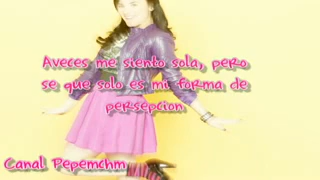 Aveces me siento sola, pero
se que solo es mi forma de
persepcion
Canal Pepemchm